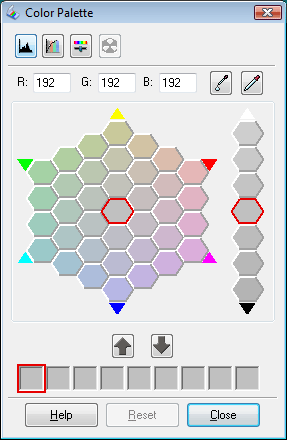 Color Palette
R: 192 G: 192 B: 192
Help Reset Close